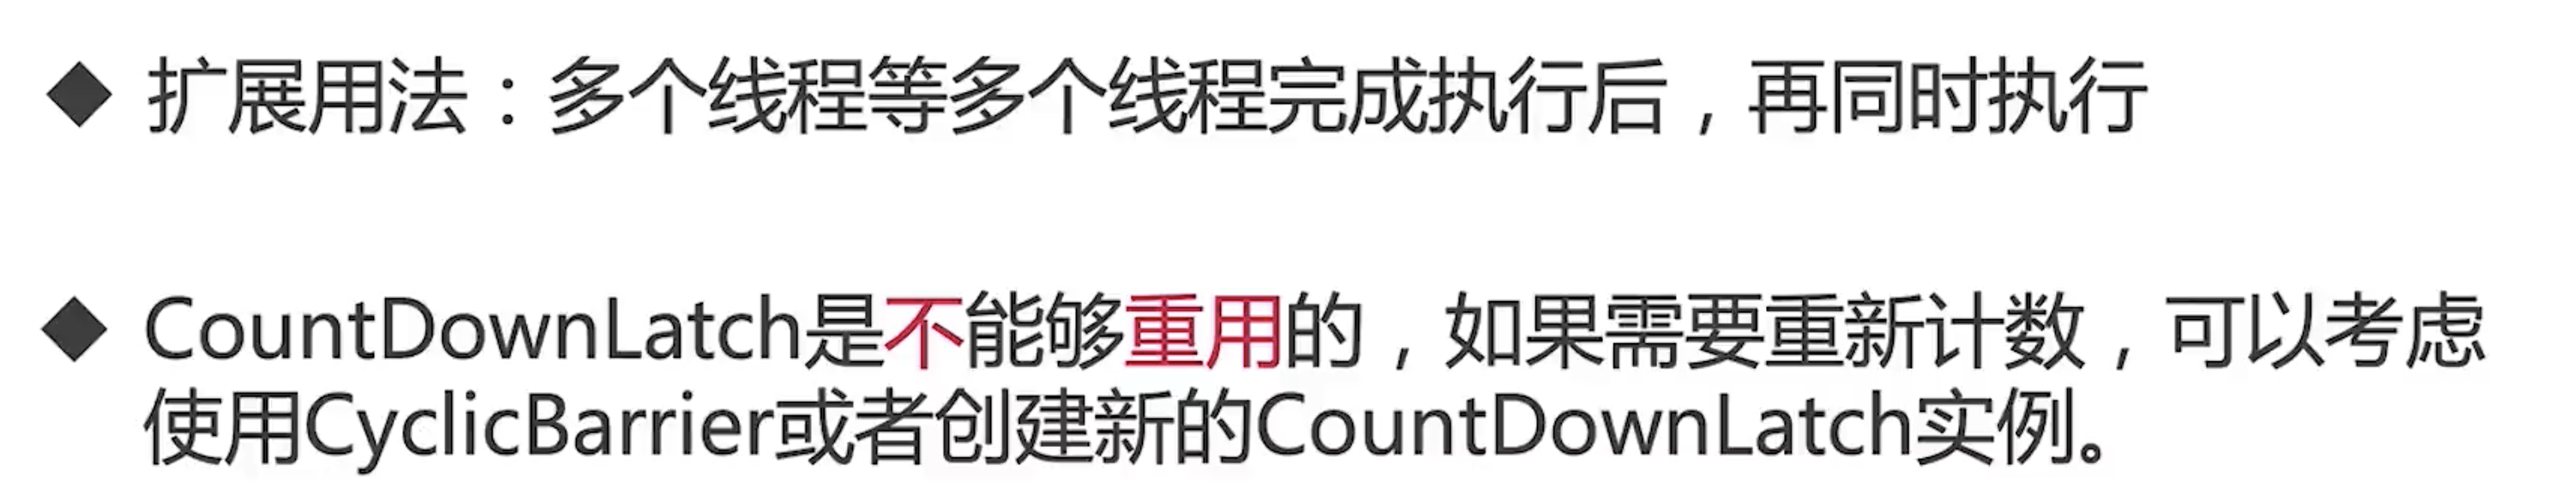 ◆ 扩展用法：多个线程等多个线程完成执行后，再同时执行
◆ CountDownLatch是不能够重用的，如果需要重新计数，可以考虑
使用CyclicBarrier或者创建新的CountDownLatch实例。